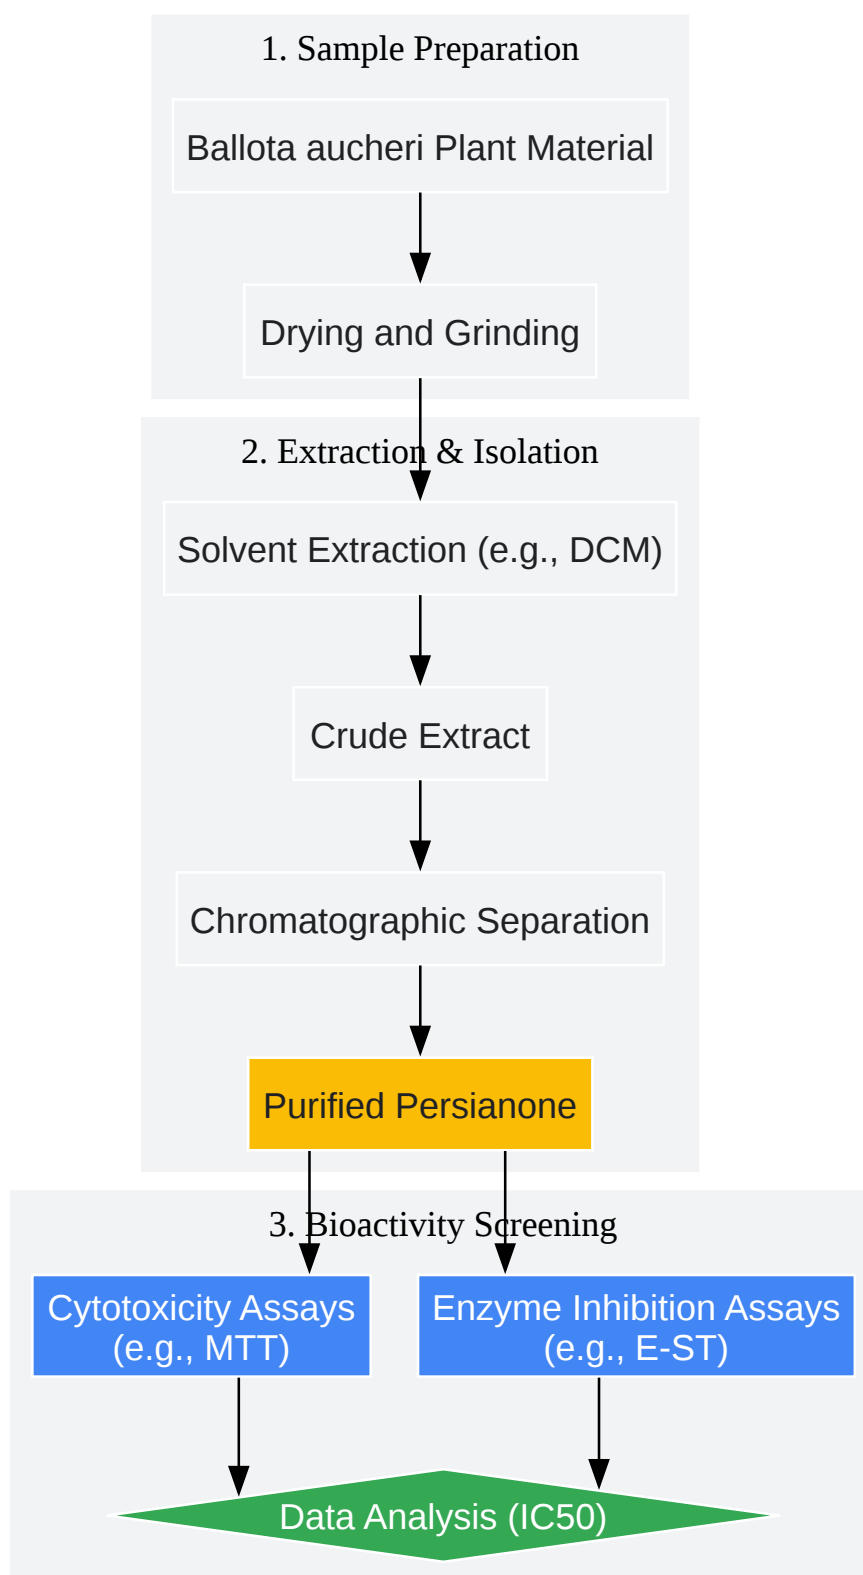 1. Sample Preparation
Ballota aucheri Plant Material
Drying and Grinding
2. Extraction & Isolation
Solvent Extraction (e.g., DCM)
Crude Extract
Chromatographic Separation
Purified Persianone
3. Bioactivity Screening
Cytotoxicity Assays
(e.g., MTT)
Enzyme Inhibition Assays
(e.g., E-ST)
Data Analysis (IC50)